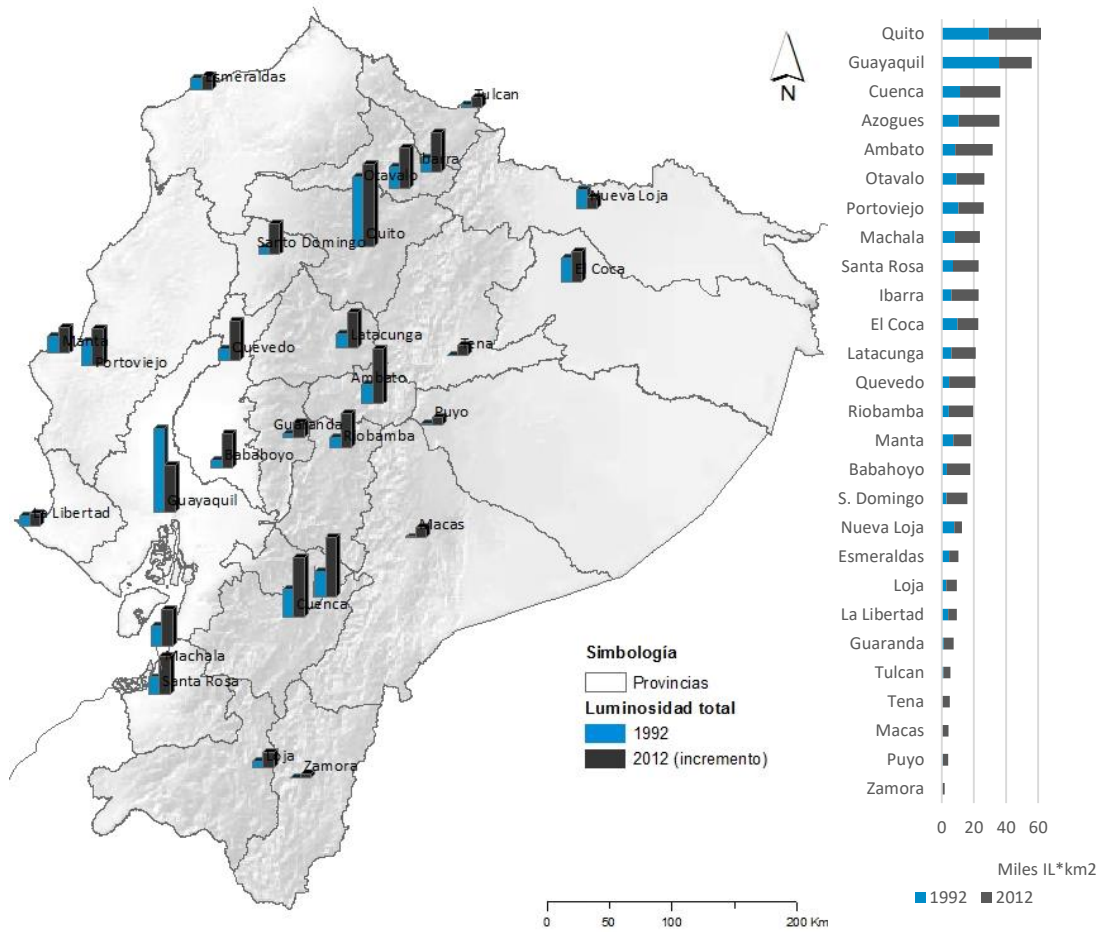 Esmeraldas
Tulcan
N
Ibarra
Otavalo
Nueva Loja
Quito
Santo Domingo
El Coca
Manta
Portoviejo
Quevedo
Latacunga
Tena
Ambato
Guaranda
Riobamba
Puyo
Babahoyo
Guayaquil
La Libertad
Macas
Cuenca
Machala
Santa Rosa
Loja
Zamora
Simbología
Provincias
Luminosidad total
1992
2012 (incremento)
0 50 100 200 Km
Quito
Guayaquil
Cuenca
Azogues
Ambato
Otavalo
Portoviejo
Machala
Santa Rosa
Ibarra
El Coca
Latacunga
Quevedo
Riobamba
Manta
Babahoyo
S. Domingo
Nueva Loja
Esmeraldas
Loja
La Libertad
Guaranda
Tulcan
Tena
Macas
Puyo
Zamora
0 20 40 60
Miles IL*km2
1992 2012